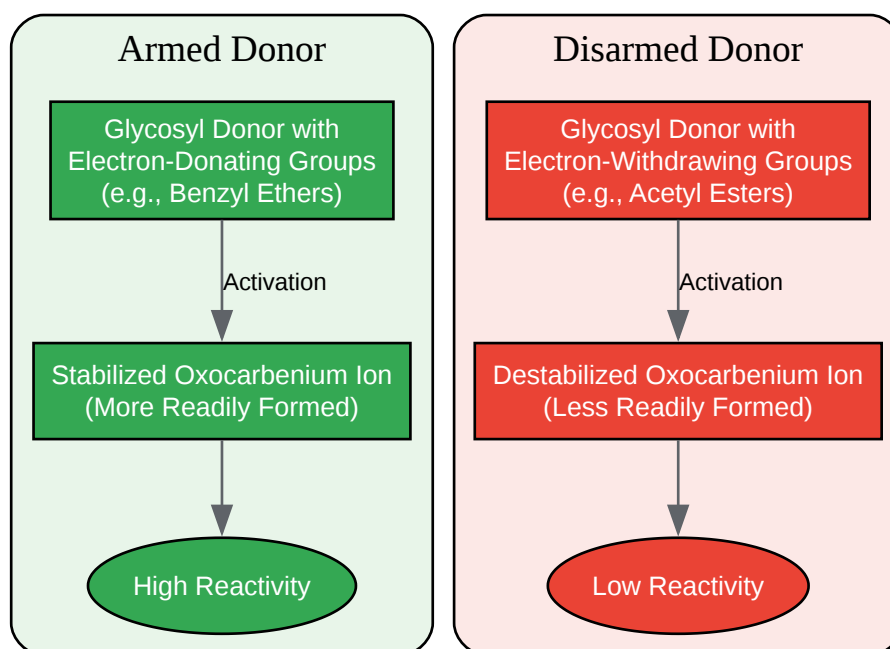 Armed Donor
Glycosyl Donor with
Electron-Donating Groups
(e.g., Benzyl Ethers)
Activation
Stabilized Oxocarbenium Ion
(More Readily Formed)
High Reactivity
Disarmed Donor
Glycosyl Donor with
Electron-Withdrawing Groups
(e.g., Acetyl Esters)
Activation
Destabilized Oxocarbenium Ion
(Less Readily Formed)
Low Reactivity